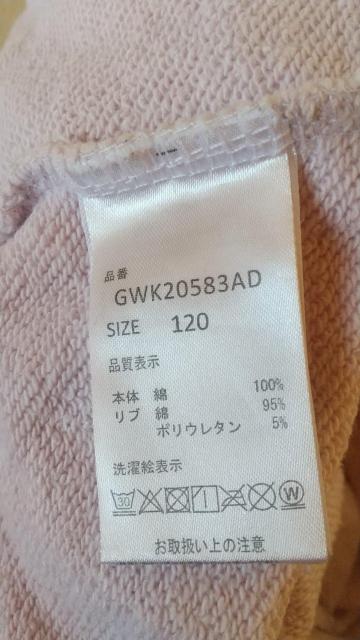 品番
GWK20583AD
SIZE 120
品質表示
本体 綿 100%
リブ 綿 95%
ポリウレタン 5%
洗濯絵表示
30 W
お取扱い上の注意